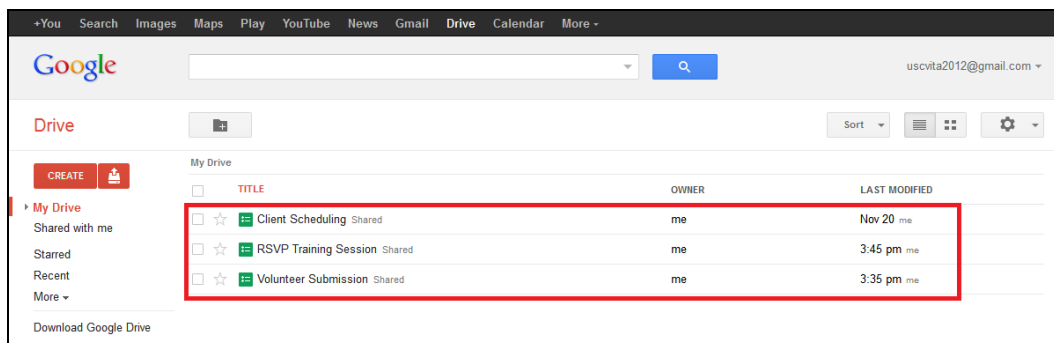 +You Search Images Maps Play YouTube News Gmail Drive Calendar More
Google
uscvita2012@gmail.com
Drive
Sort
CREATE
My Drive
Shared with me
Starred
Recent
More
Download Google Drive
My Drive
TITLE OWNER LAST MODIFIED
Client Scheduling Shared me Nov 20 me
RSVP Training Session Shared me 3:45 pm me
Volunteer Submission Shared me 3:35 pm me